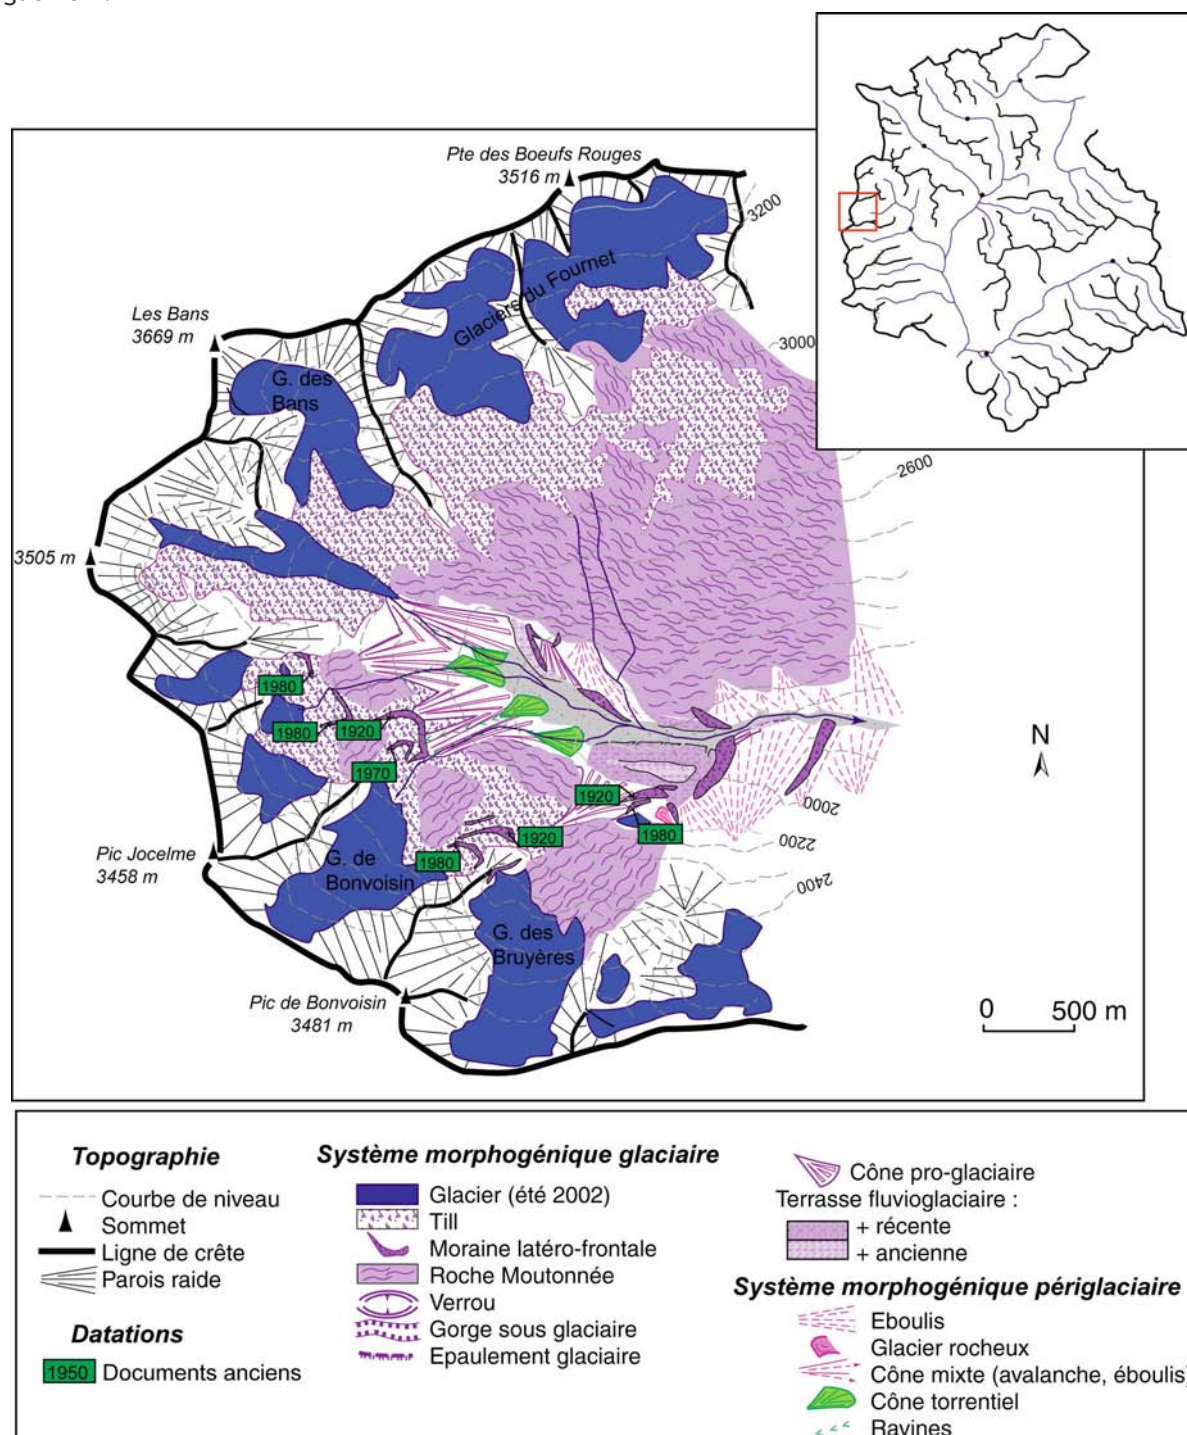 Pte des Boeufs Rouges
3516 m
3200
Glaciers du Fournet
Les Bans
3669 m
3000
G. des
Bans
2600
3505 m
1980
1980
1920
1970
N
1920
2000
1920
1980
2200
1980
Pic Jocelme
3458 m
G. de
Bonvoisin
2400
G. des
Bruyères
Pic de Bonvoisin
3481 m
0 500 m
Topographie
Courbe de niveau
Sommet
Ligne de crête
Parois raide
Datations
1950 Documents anciens
Système morphogénique glaciaire
Glacier (été 2002)
Till
Moraine latéro-frontale
Roche Moutonnée
Verrou
Gorge sous glaciaire
Epaulement glaciaire
Cône pro-glaciaire
Terrasse fluvioglaciaire :
+ récente
+ ancienne
Système morphogénique périglaciaire
Eboulis
Glacier rocheux
Cône mixte (avalanche, éboulis)
Cône torrentiel
Ravines